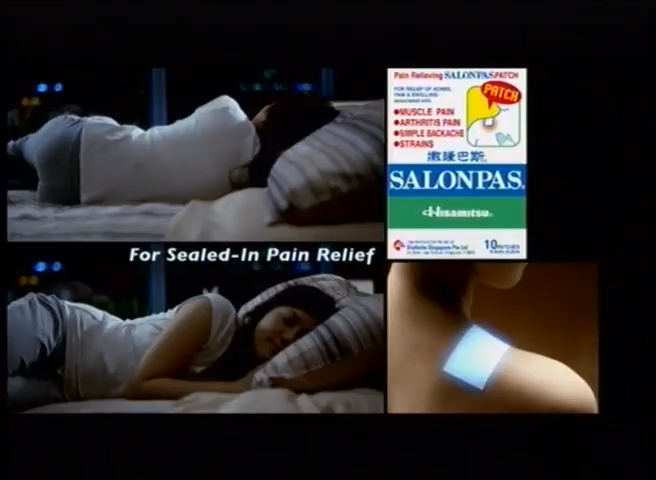 Pain Relieving SALONPAS PATCH
FOR RELIEF OF ACHES,
PAIN & SWELLING
associated with:
PATCH
•MUSCLE PAIN
•ARTHRITIS PAIN
•SIMPLE BACKACHE
•STRAINS
撒隆巴斯
SALONPAS®
Hisamitsu®
10 PATCHES
For Sealed-In Pain Relief